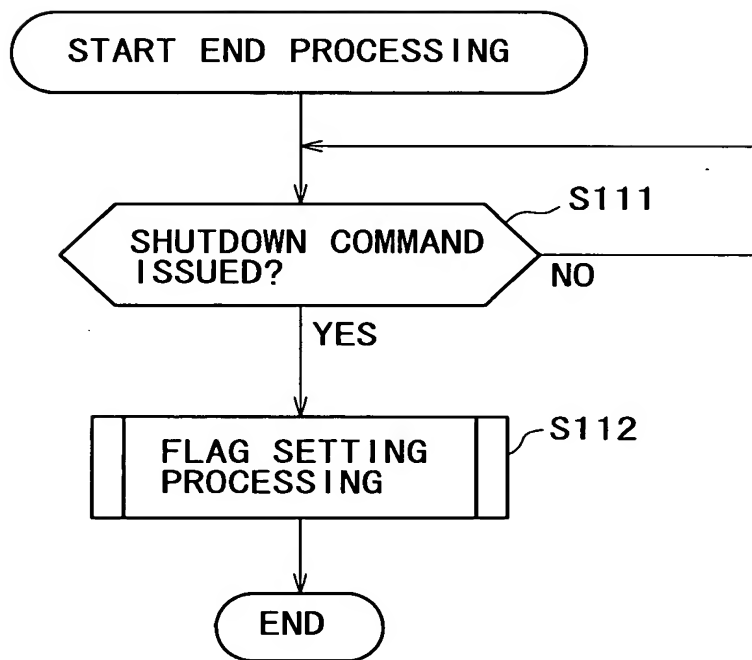 START END PROCESSING
S111
SHUTDOWN COMMAND
ISSUED?
NO
YES
S112
FLAG SETTING
PROCESSING
END